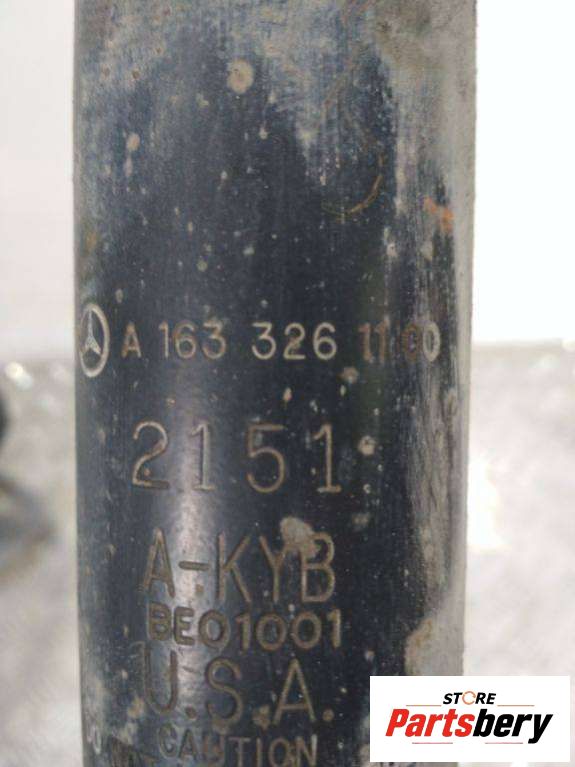 A 163 326 11 00
2151
A-KYB
BE01001
U.S.A.
CAUTION
STORE
Partsbery